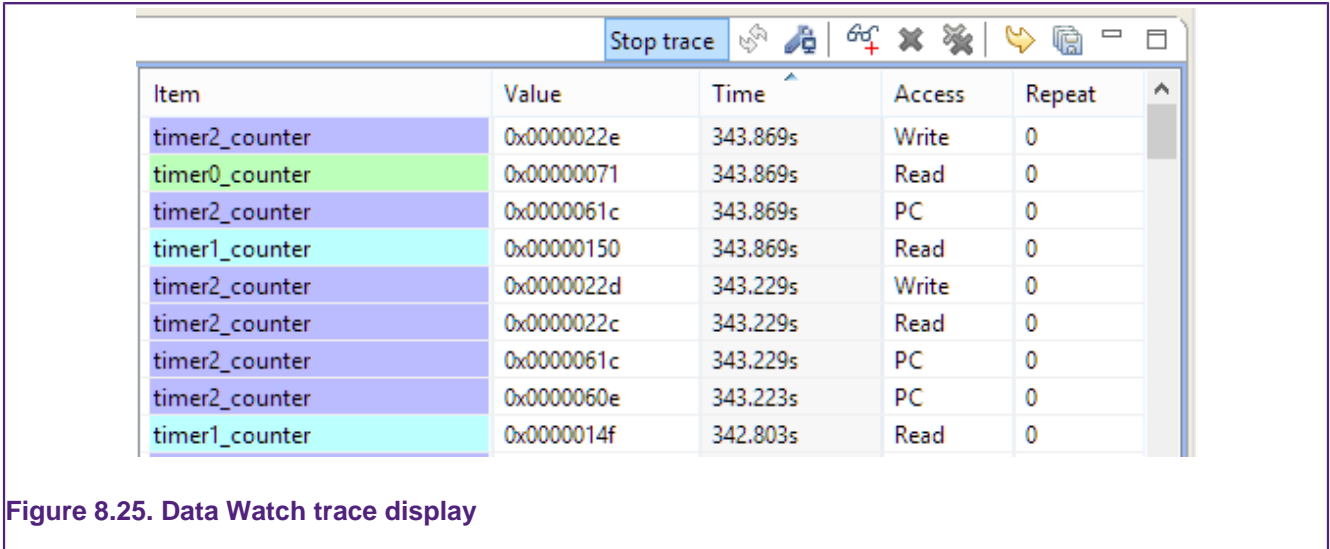 Stop trace
Item Value Time Access Repeat
timer2_counter 0x0000022e 343.869s Write 0
timer0_counter 0x00000071 343.869s Read 0
timer2_counter 0x0000061c 343.869s PC 0
timer1_counter 0x00000150 343.869s Read 0
timer2_counter 0x0000022d 343.229s Write 0
timer2_counter 0x0000022c 343.229s Read 0
timer2_counter 0x0000061c 343.229s PC 0
timer2_counter 0x0000060e 343.223s PC 0
timer1_counter 0x0000014f 342.803s Read 0
Figure 8.25. Data Watch trace display